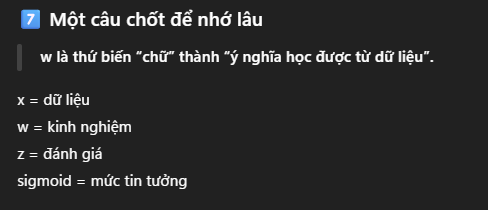 7 Một câu chốt để nhớ lâu
w là thứ biến “chữ” thành “ý nghĩa học được từ dữ liệu”.
x = dữ liệu
w = kinh nghiệm
z = đánh giá
sigmoid = mức tin tưởng